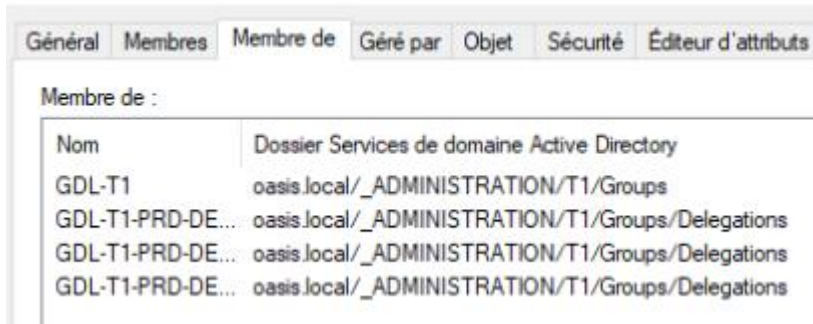 Général Membres Membre de Géré par Objet Sécurité Éditeur d'attributs
Membre de :
Nom Dossier Services de domaine Active Directory
GDL-T1 oasis.local/_ADMINISTRATION/T1/Groups
GDL-T1-PRD-DE... oasis.local/_ADMINISTRATION/T1/Groups/Delegations
GDL-T1-PRD-DE... oasis.local/_ADMINISTRATION/T1/Groups/Delegations
GDL-T1-PRD-DE... oasis.local/_ADMINISTRATION/T1/Groups/Delegations